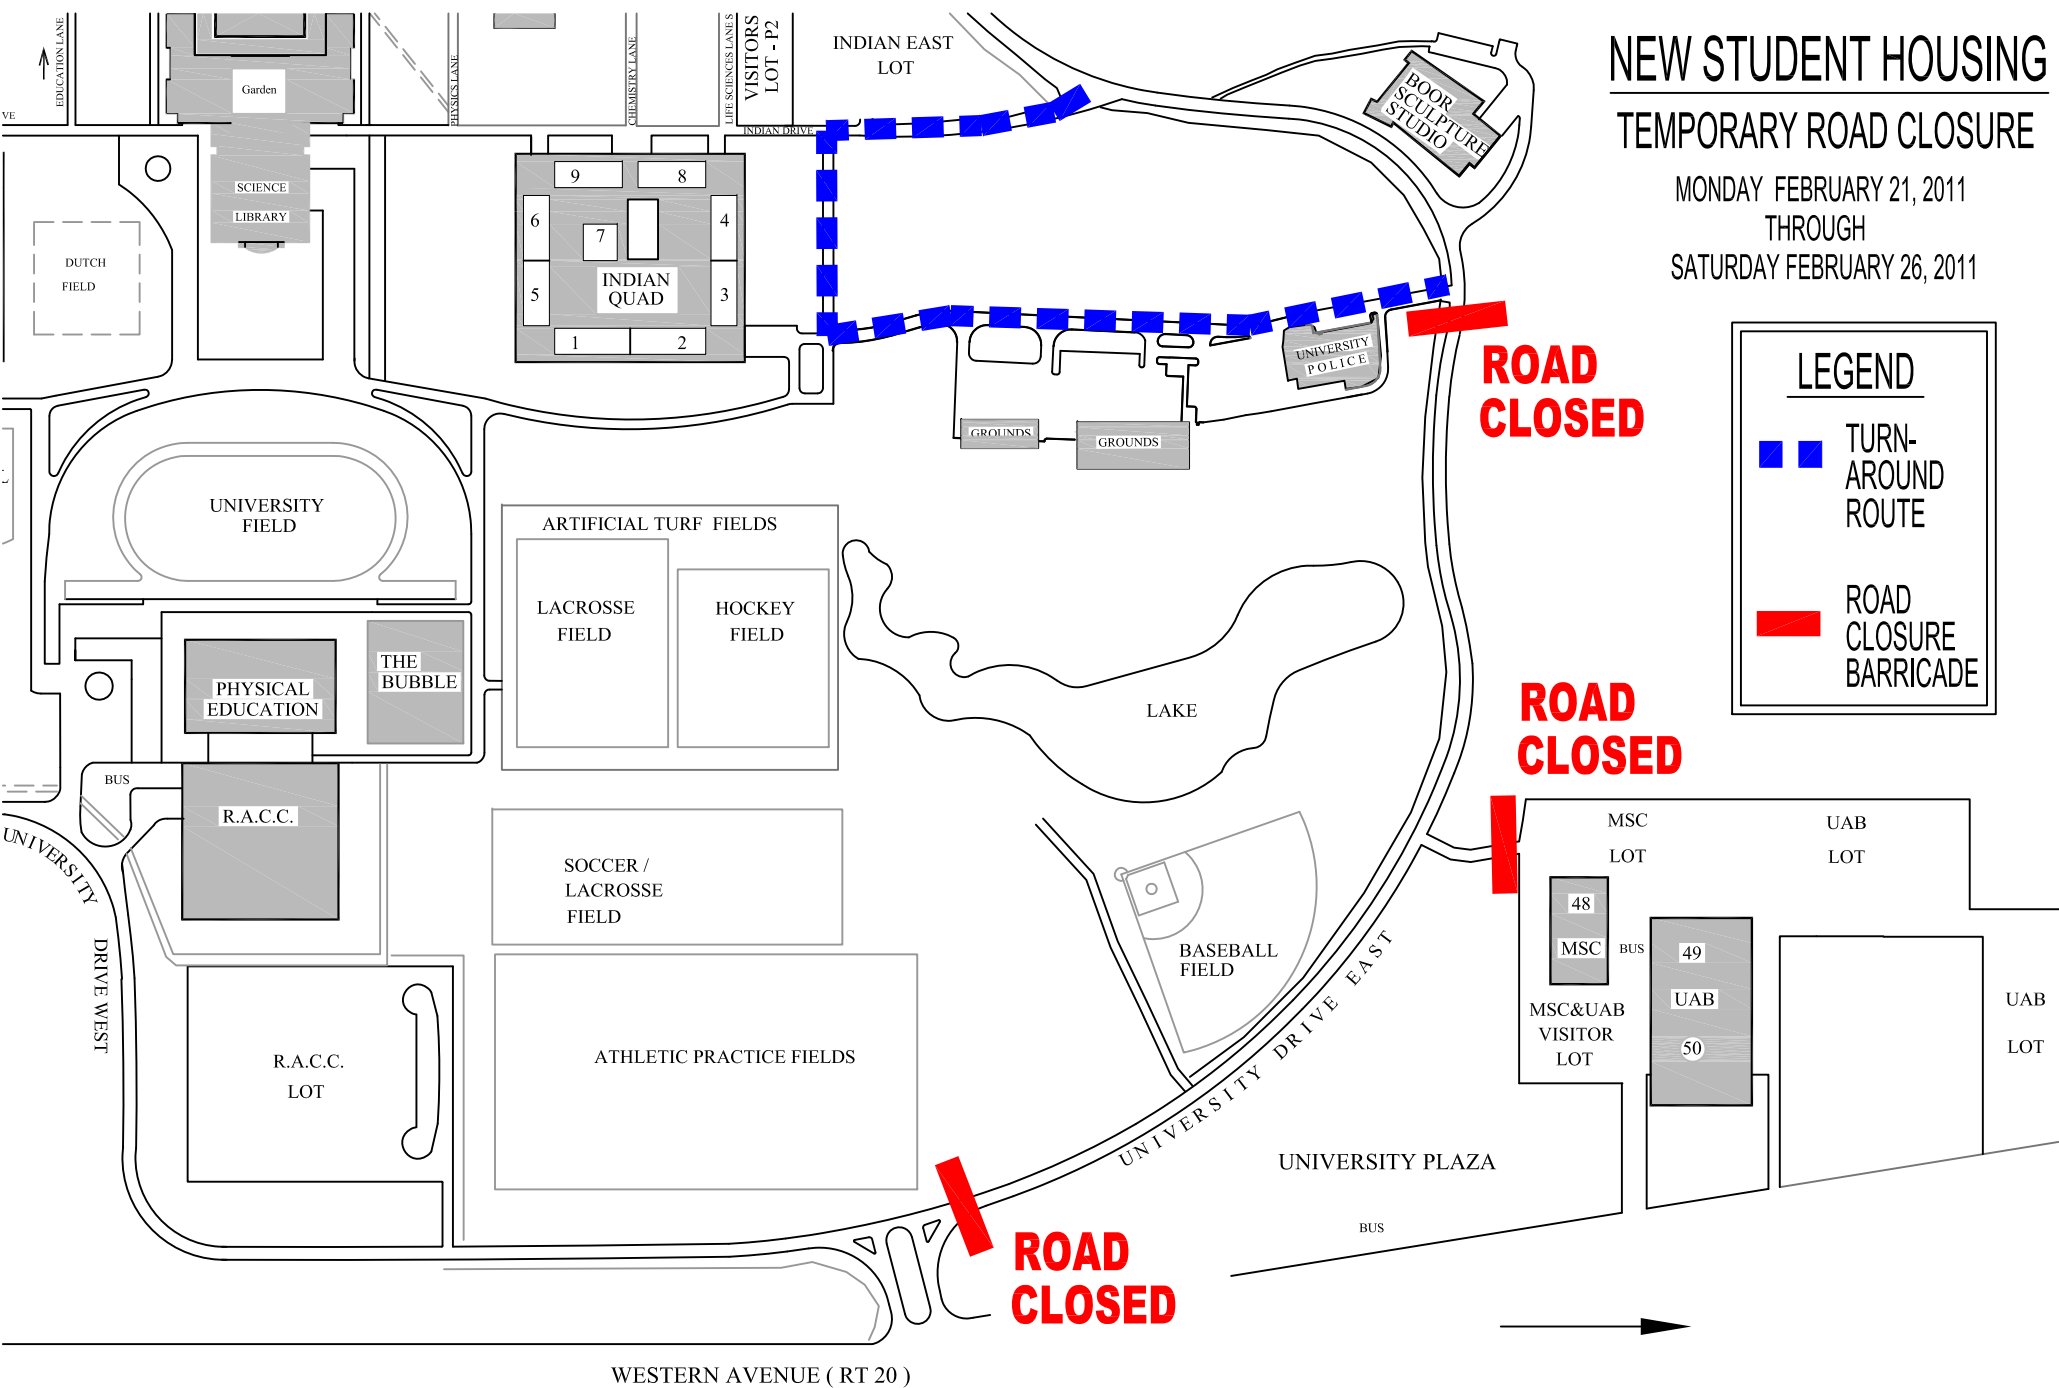 NEW STUDENT HOUSING
TEMPORARY ROAD CLOSURE
MONDAY FEBRUARY 21, 2011
THROUGH
SATURDAY FEBRUARY 26, 2011
LEGEND
TURN-
AROUND
ROUTE
ROAD
CLOSURE
BARRICADE
EDUCATION LANE
Garden
PHYSICS LANE
CHEMISTRY LANE
LIFE SCIENCES LANE S
VISITORS
LOT - P2
INDIAN EAST
LOT
BOOR
SCULPTURE
STUDIO
VE
INDIAN DRIVE
SCIENCE
LIBRARY
DUTCH
FIELD
9
8
6
7
4
5
INDIAN
QUAD
3
1
2
UNIVERSITY
POLICE
ROAD
CLOSED
GROUNDS
GROUNDS
UNIVERSITY
FIELD
ARTIFICIAL TURF FIELDS
LACROSSE
FIELD
HOCKEY
FIELD
THE
BUBBLE
PHYSICAL
EDUCATION
LAKE
ROAD
CLOSED
BUS
R.A.C.C.
UNIVERSITY
DRIVE WEST
SOCCER /
LACROSSE
FIELD
BASEBALL
FIELD
MSC
LOT
UAB
LOT
48
MSC
BUS
49
UAB
50
MSC&UAB
VISITOR
LOT
UAB
LOT
R.A.C.C.
LOT
ATHLETIC PRACTICE FIELDS
UNIVERSITY DRIVE EAST
UNIVERSITY PLAZA
BUS
ROAD
CLOSED
WESTERN AVENUE ( RT 20 )